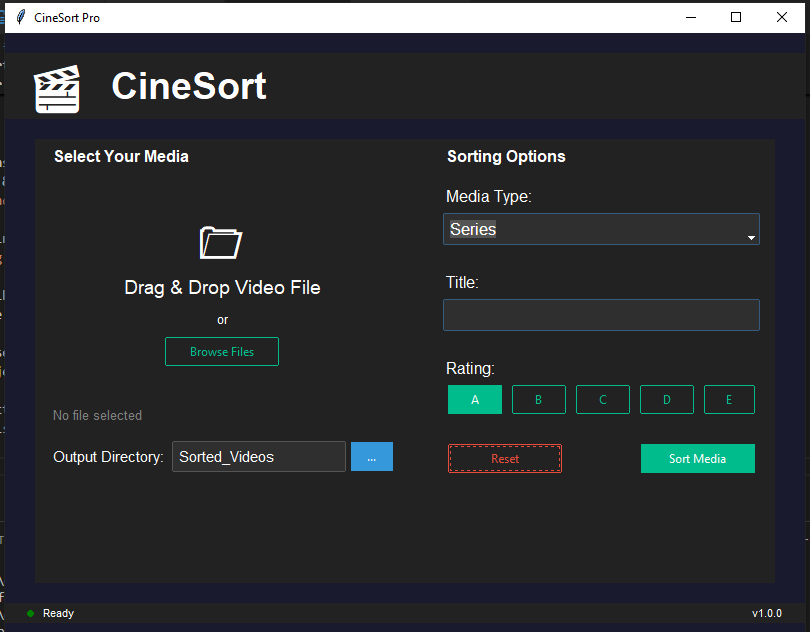 CineSort Pro
CineSort
Select Your Media
Drag & Drop Video File
or
Browse Files
No file selected
Output Directory: Sorted_Videos ...
Sorting Options
Media Type:
Series
Title:
Rating:
A B C D E
Reset Sort Media
Ready v1.0.0